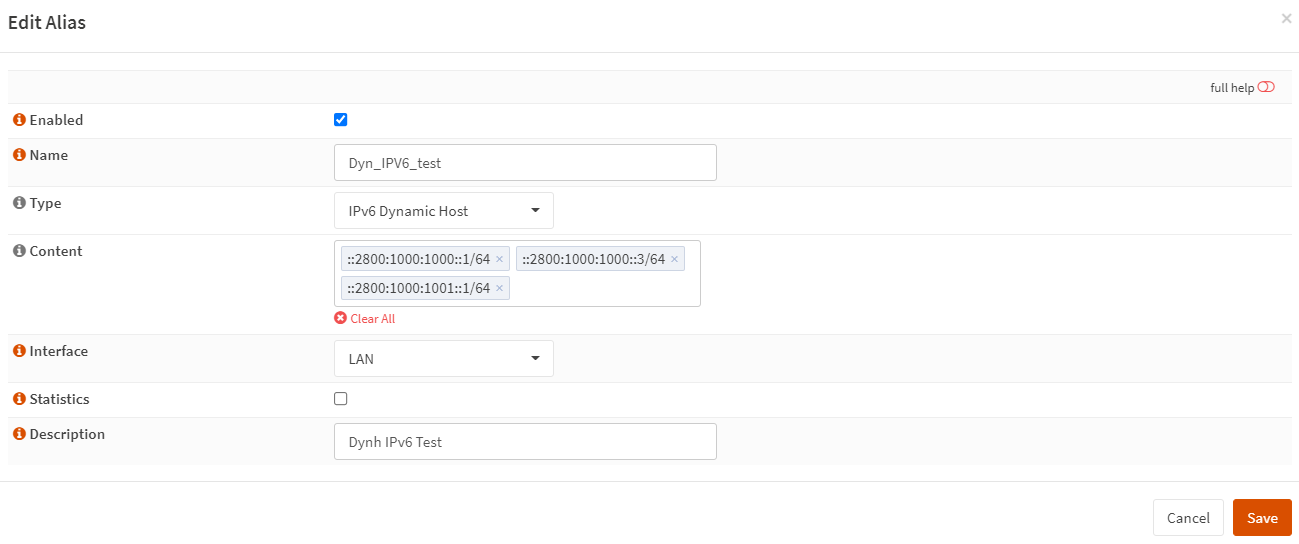 Edit Alias ×
full help
Enabled
Name Dyn_IPV6_test
Type IPv6 Dynamic Host
Content ::2800:1000:1000::1/64 × ::2800:1000:1000::3/64 ×
::2800:1000:1001::1/64 ×
Clear All
Interface LAN
Statistics
Description Dynh IPv6 Test
Cancel Save